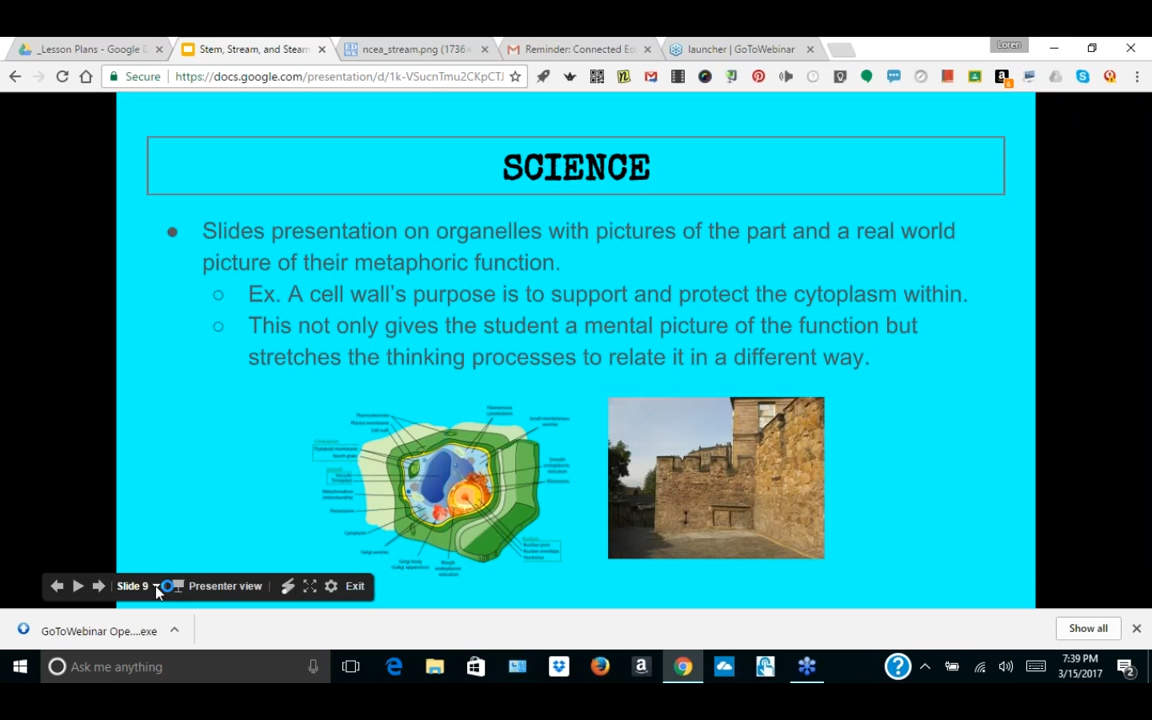 Loren
_Lesson Plans - Google D
Stem, Stream, and Steam
ncea_stream.png (1736×
Reminder: Connected Ed
launcher | GoToWebinar
Secure
https://docs.google.com/presentation/d/1k-VSucnTmu2CKpCTJ
SCIENCE
● Slides presentation on organelles with pictures of the part and a real world
picture of their metaphoric function.
○ Ex. A cell wall's purpose is to support and protect the cytoplasm within.
○ This not only gives the student a mental picture of the function but
stretches the thinking processes to relate it in a different way.
Slide 9
Presenter view
Exit
GoToWebinar Ope....exe
Show all
Ask me anything
7:39 PM
3/15/2017
2